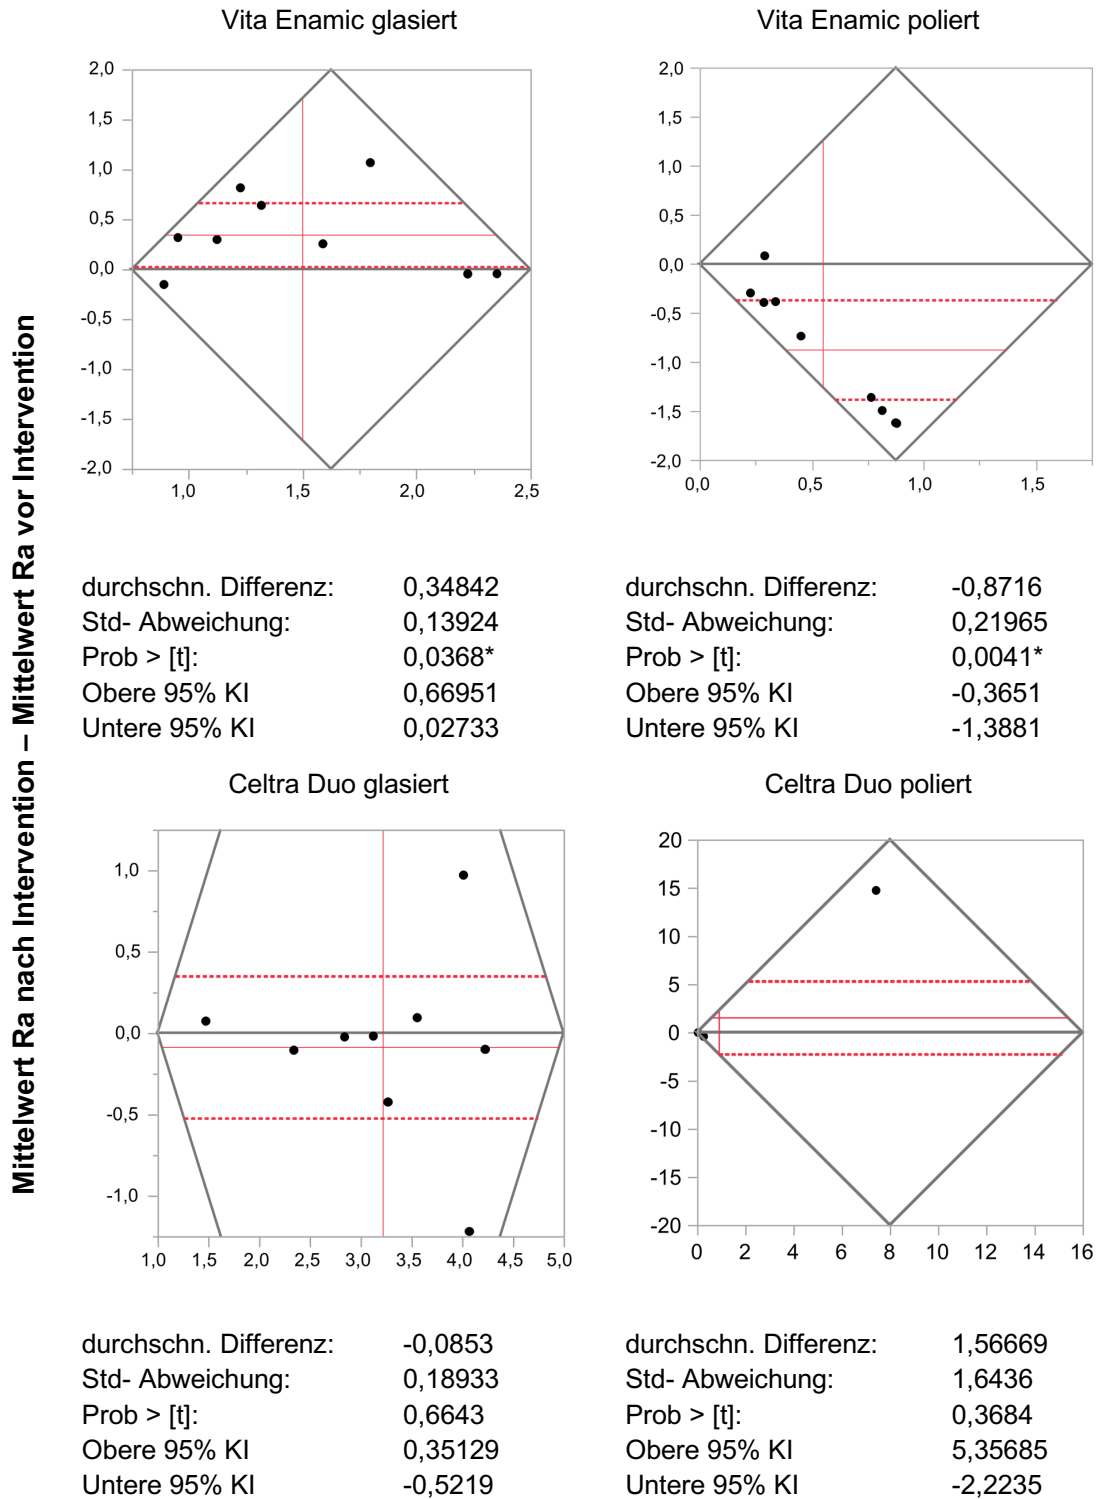 Mittelwert Ra nach Intervention – Mittelwert Ra vor Intervention
Vita Enamic glasiert
2,0
1,5
1,0
0,5
0,0
-0,5
-1,0
-1,5
-2,0
1,0 1,5 2,0 2,5
durchschn. Differenz: 0,34842
Std- Abweichung: 0,13924
Prob > [t]: 0,0368*
Obere 95% KI 0,66951
Untere 95% KI 0,02733
Vita Enamic poliert
2,0
1,5
1,0
0,5
0,0
-0,5
-1,0
-1,5
-2,0
0,0 0,5 1,0 1,5
durchschn. Differenz: -0,8716
Std- Abweichung: 0,21965
Prob > [t]: 0,0041*
Obere 95% KI -0,3651
Untere 95% KI -1,3881
Celtra Duo glasiert
1,0
0,5
0,0
-0,5
-1,0
1,0 1,5 2,0 2,5 3,0 3,5 4,0 4,5 5,0
durchschn. Differenz: -0,0853
Std- Abweichung: 0,18933
Prob > [t]: 0,6643
Obere 95% KI 0,35129
Untere 95% KI -0,5219
Celtra Duo poliert
20
15
10
5
0
-5
-10
-15
-20
0 2 4 6 8 10 12 14 16
durchschn. Differenz: 1,56669
Std- Abweichung: 1,6436
Prob > [t]: 0,3684
Obere 95% KI 5,35685
Untere 95% KI -2,2235